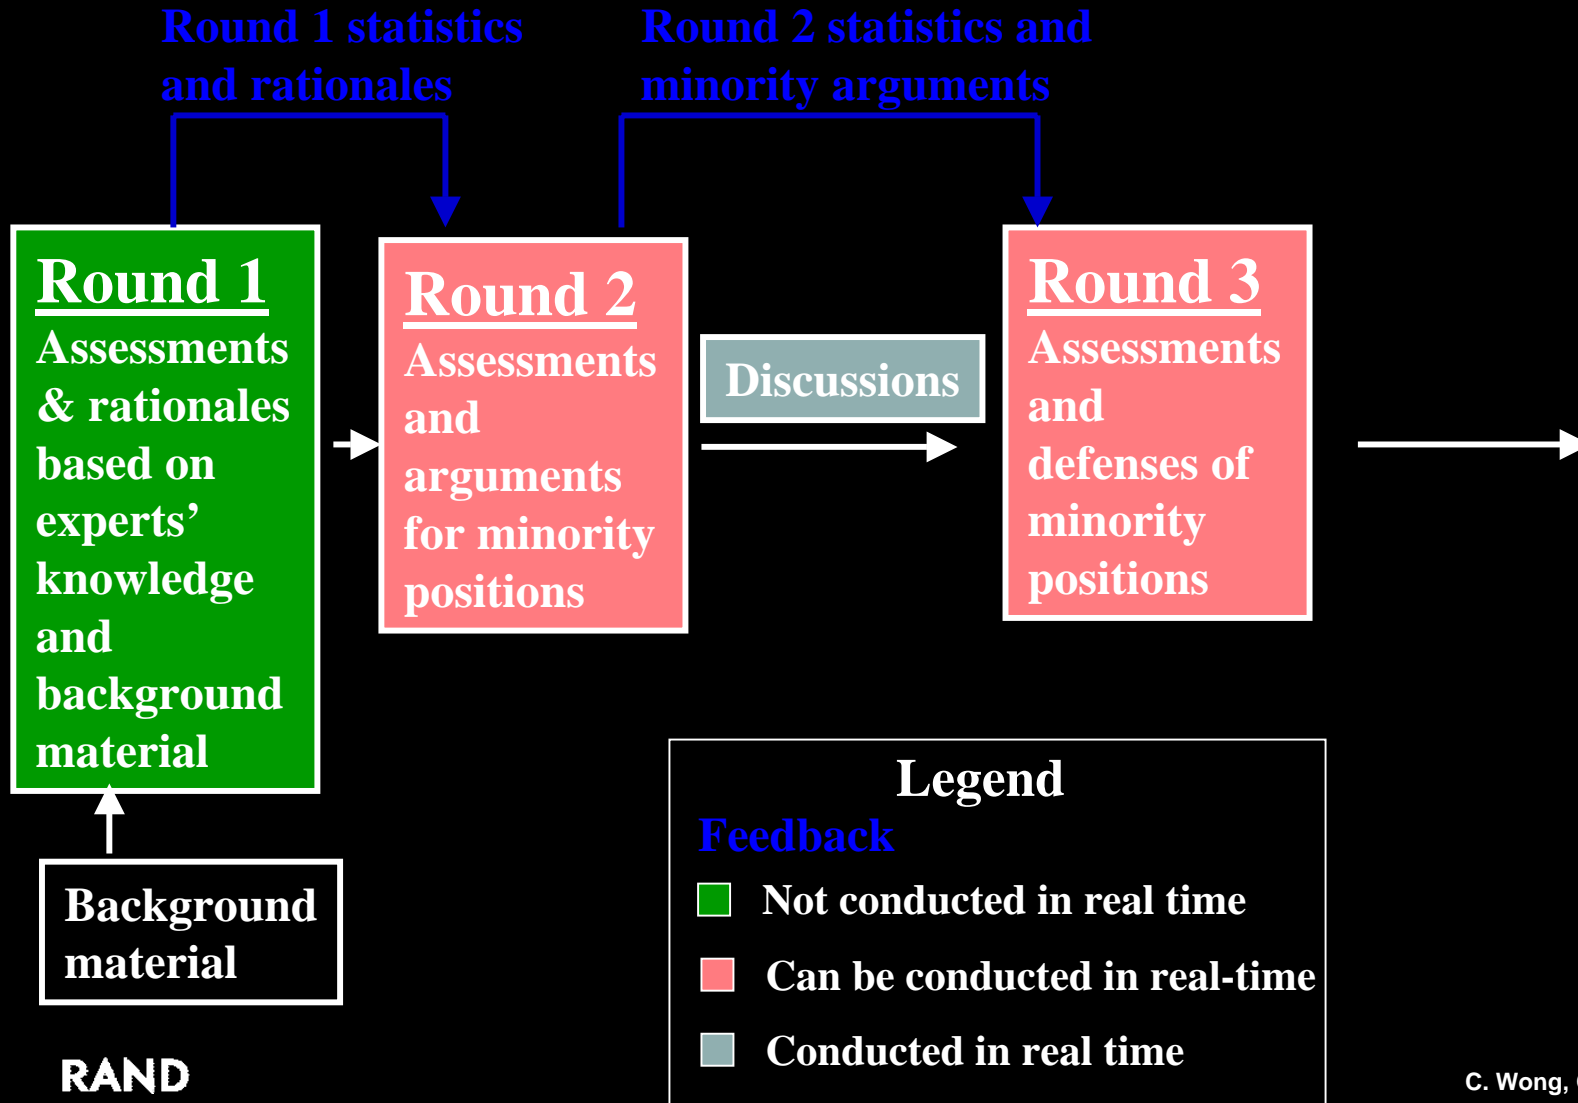 Round 1 statistics
and rationales
Round 2 statistics and
minority arguments
Round 1
Assessments
& rationales
based on
experts’
knowledge
and
background
material
Round 2
Assessments
and
arguments
for minority
positions
Discussions
Round 3
Assessments
and
defenses of
minority
positions
Background
material
Legend
Feedback
Not conducted in real time
Can be conducted in real-time
Conducted in real time
RAND
C. Wong,